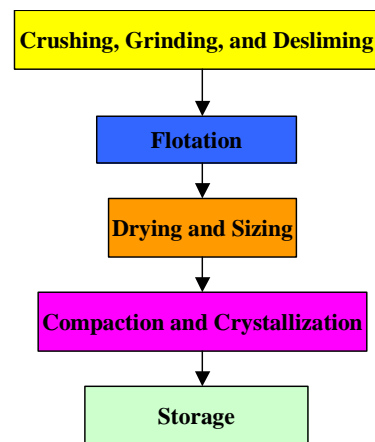 Crushing, Grinding, and Desliming
Flotation
Drying and Sizing
Compaction and Crystallization
Storage